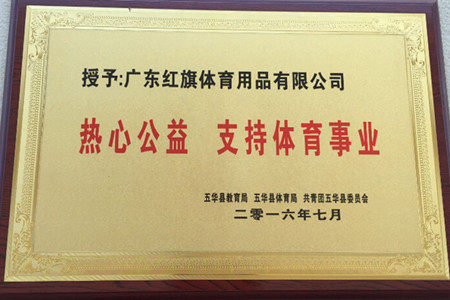 授予:广东红旗体育用品有限公司
热心公益 支持体育事业
五华县教育局 五华县体育局 共青团五华县委员会
二零一六年七月